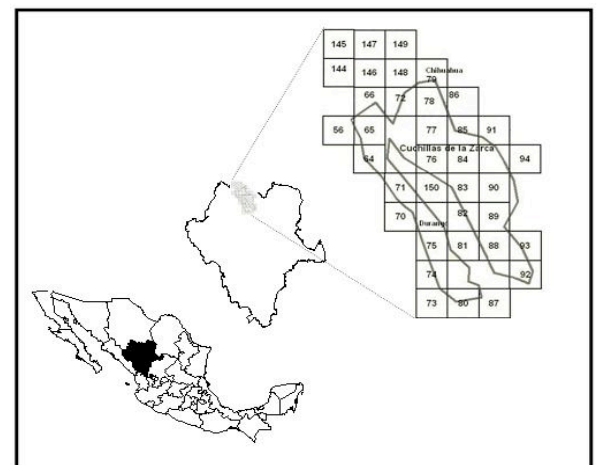 145 147 149
144 146 148 Chihuahua
79
66 72 78 86
56 65 77 85 91
Cuchillas de la Zarca
64 76 84 94
71 150 83 90
70 82 89
Durango
75 81 88 93
74 92
73 80 87